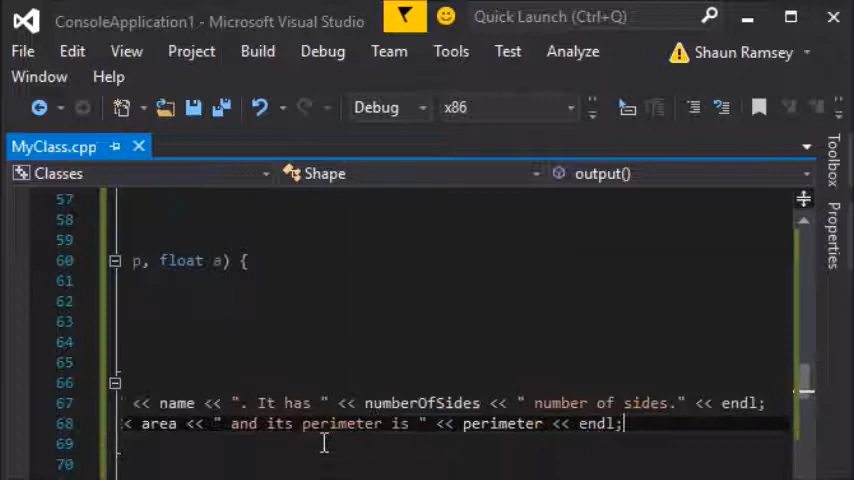 ConsoleApplication1 - Microsoft Visual Studio
Quick Launch (Ctrl+Q)
File Edit View Project Build Debug Team Tools Test Analyze Shaun Ramsey
Window Help
Debug x86
MyClass.cpp
Classes Shape output()
Toolbox
Properties
57
58
59
60 p, float a) {
61
62
63
64
65
66
67 << name << ". It has " << numberOfSides << " number of sides." << endl;
68 < area << " and its perimeter is " << perimeter << endl;
69
70